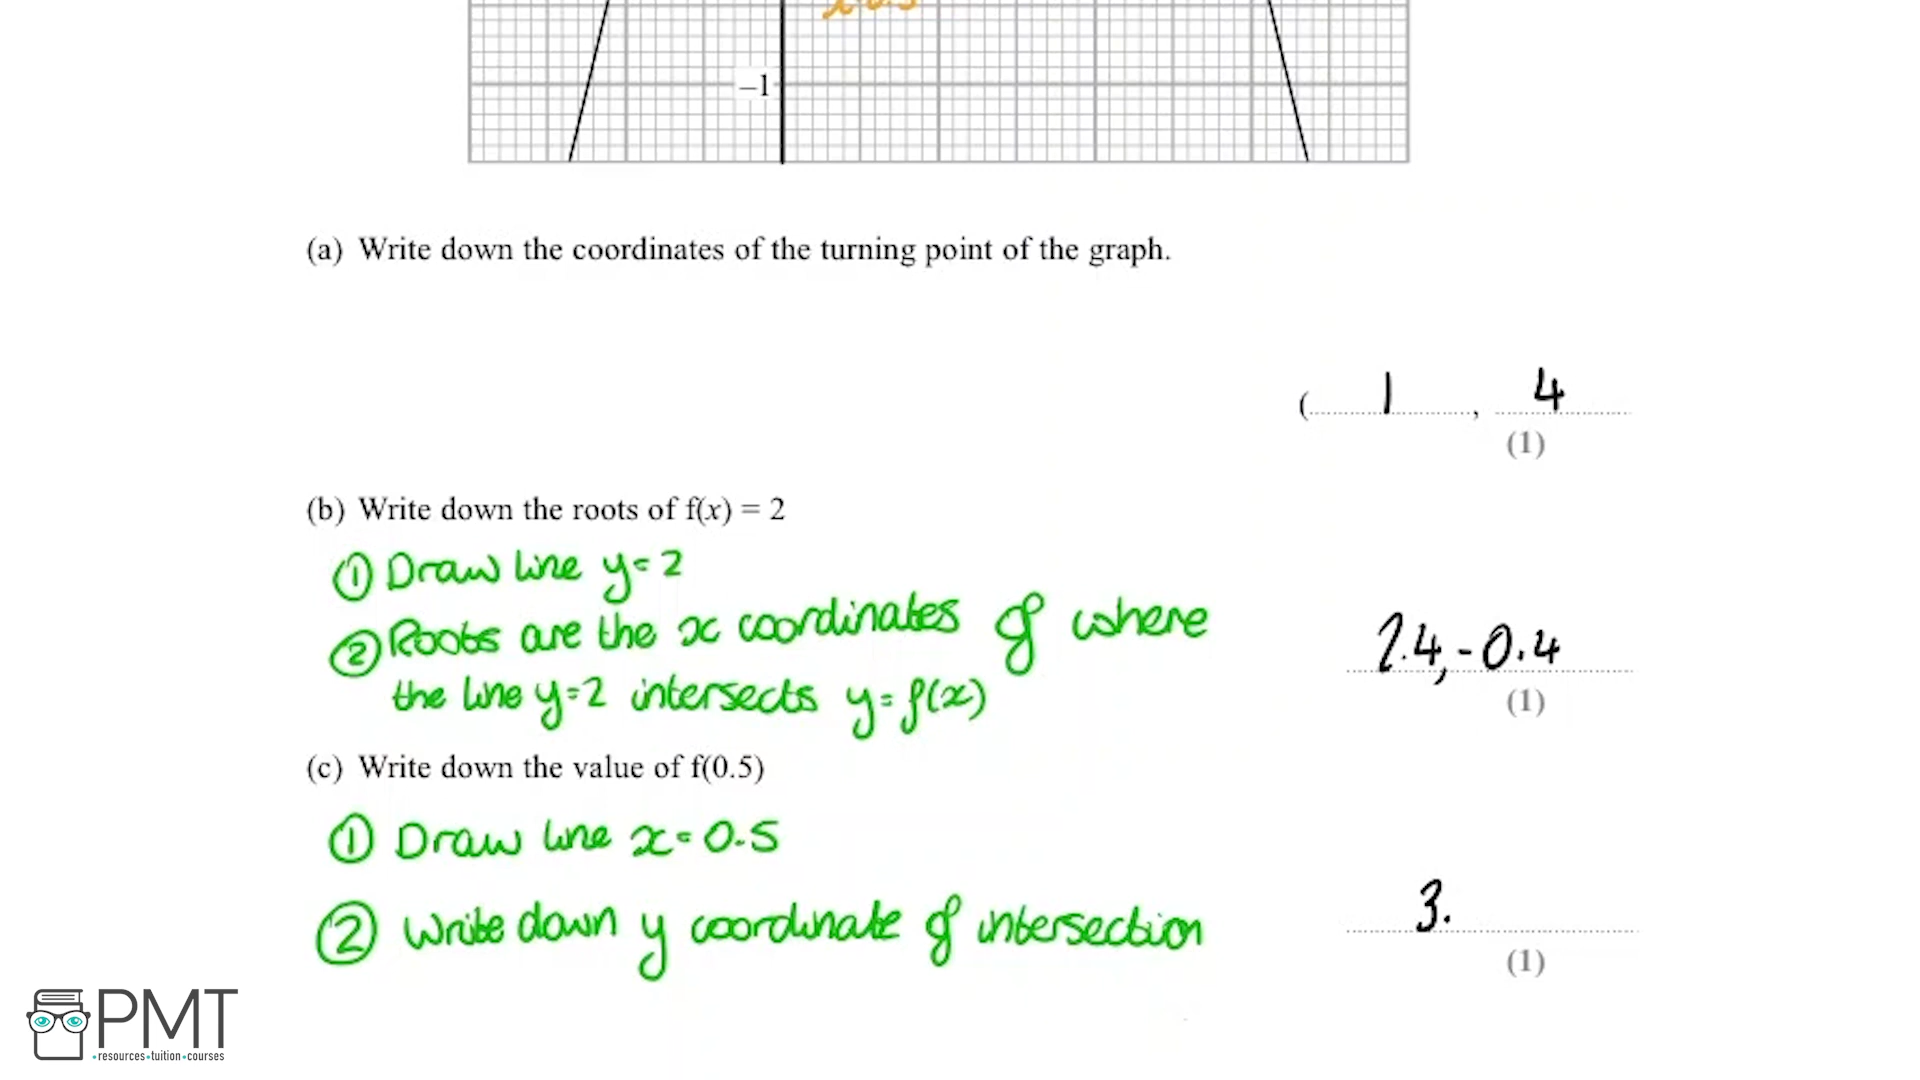 x=0.5
–1
(a) Write down the coordinates of the turning point of the graph.
( 1 , 4
(1)
(b) Write down the roots of f(x) = 2
① Draw line y=2
② Roots are the x coordinates of where
the line y=2 intersects y=f(x)
2.4, -0.4
(1)
(c) Write down the value of f(0.5)
① Draw line x=0.5
② Write down y coordinate of intersection
3.
(1)
PMT
•resources•tuition•courses